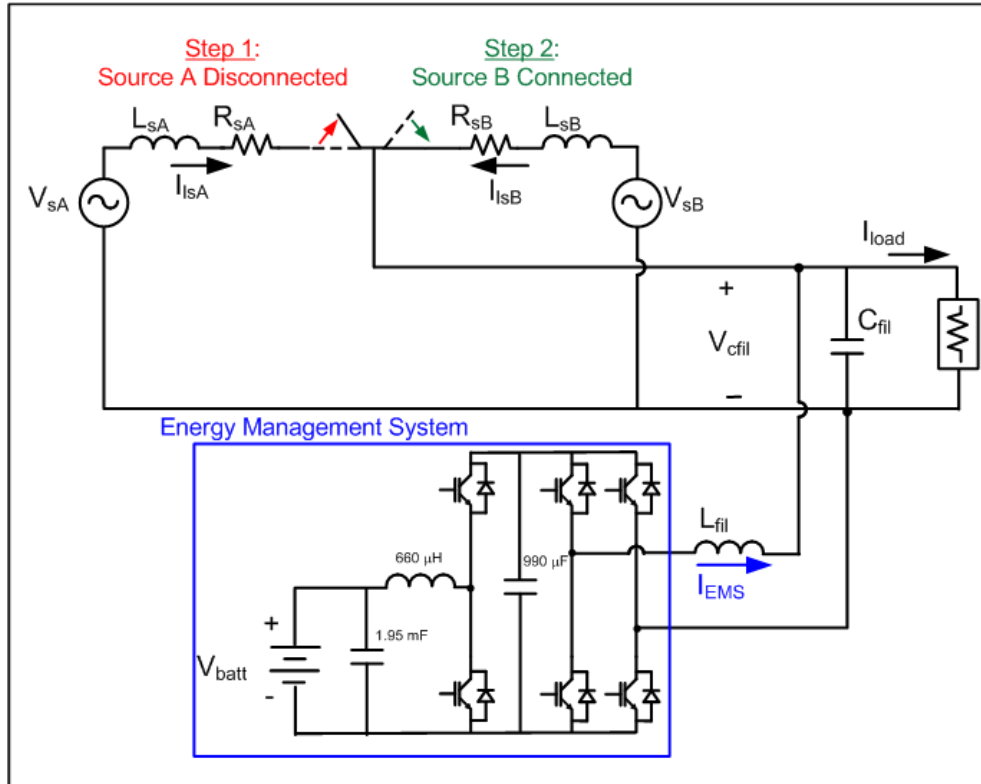 Step 1:
Source A Disconnected
Step 2:
Source B Connected
LsA
RsA
RsB
LsB
IlsA
IlsB
VsA
VsB
Iload
+
Vcfil
−
Cfil
Energy Management System
Lfil
660 μH
990 μF
IEMS
+
1.95 mF
Vbatt
-